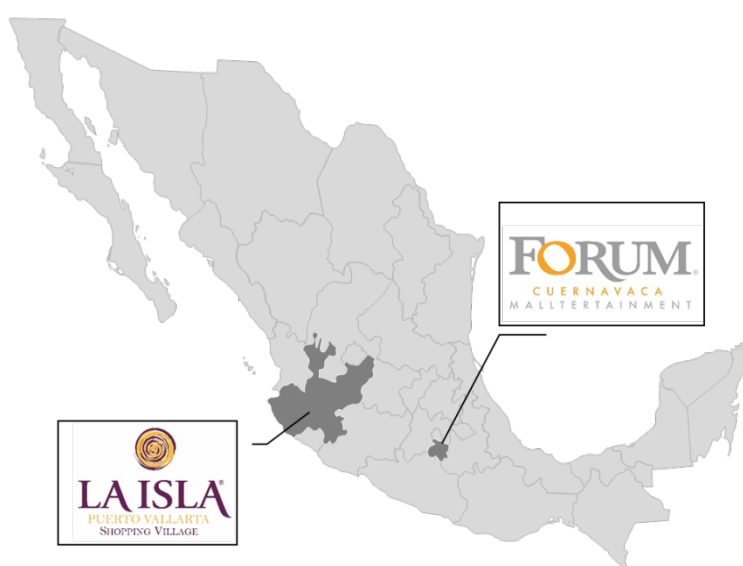 FORUM.
CUERNAVACA
MALLTERTAINMENT
LA ISLA®
PUERTO VALLARTA
SHOPPING VILLAGE